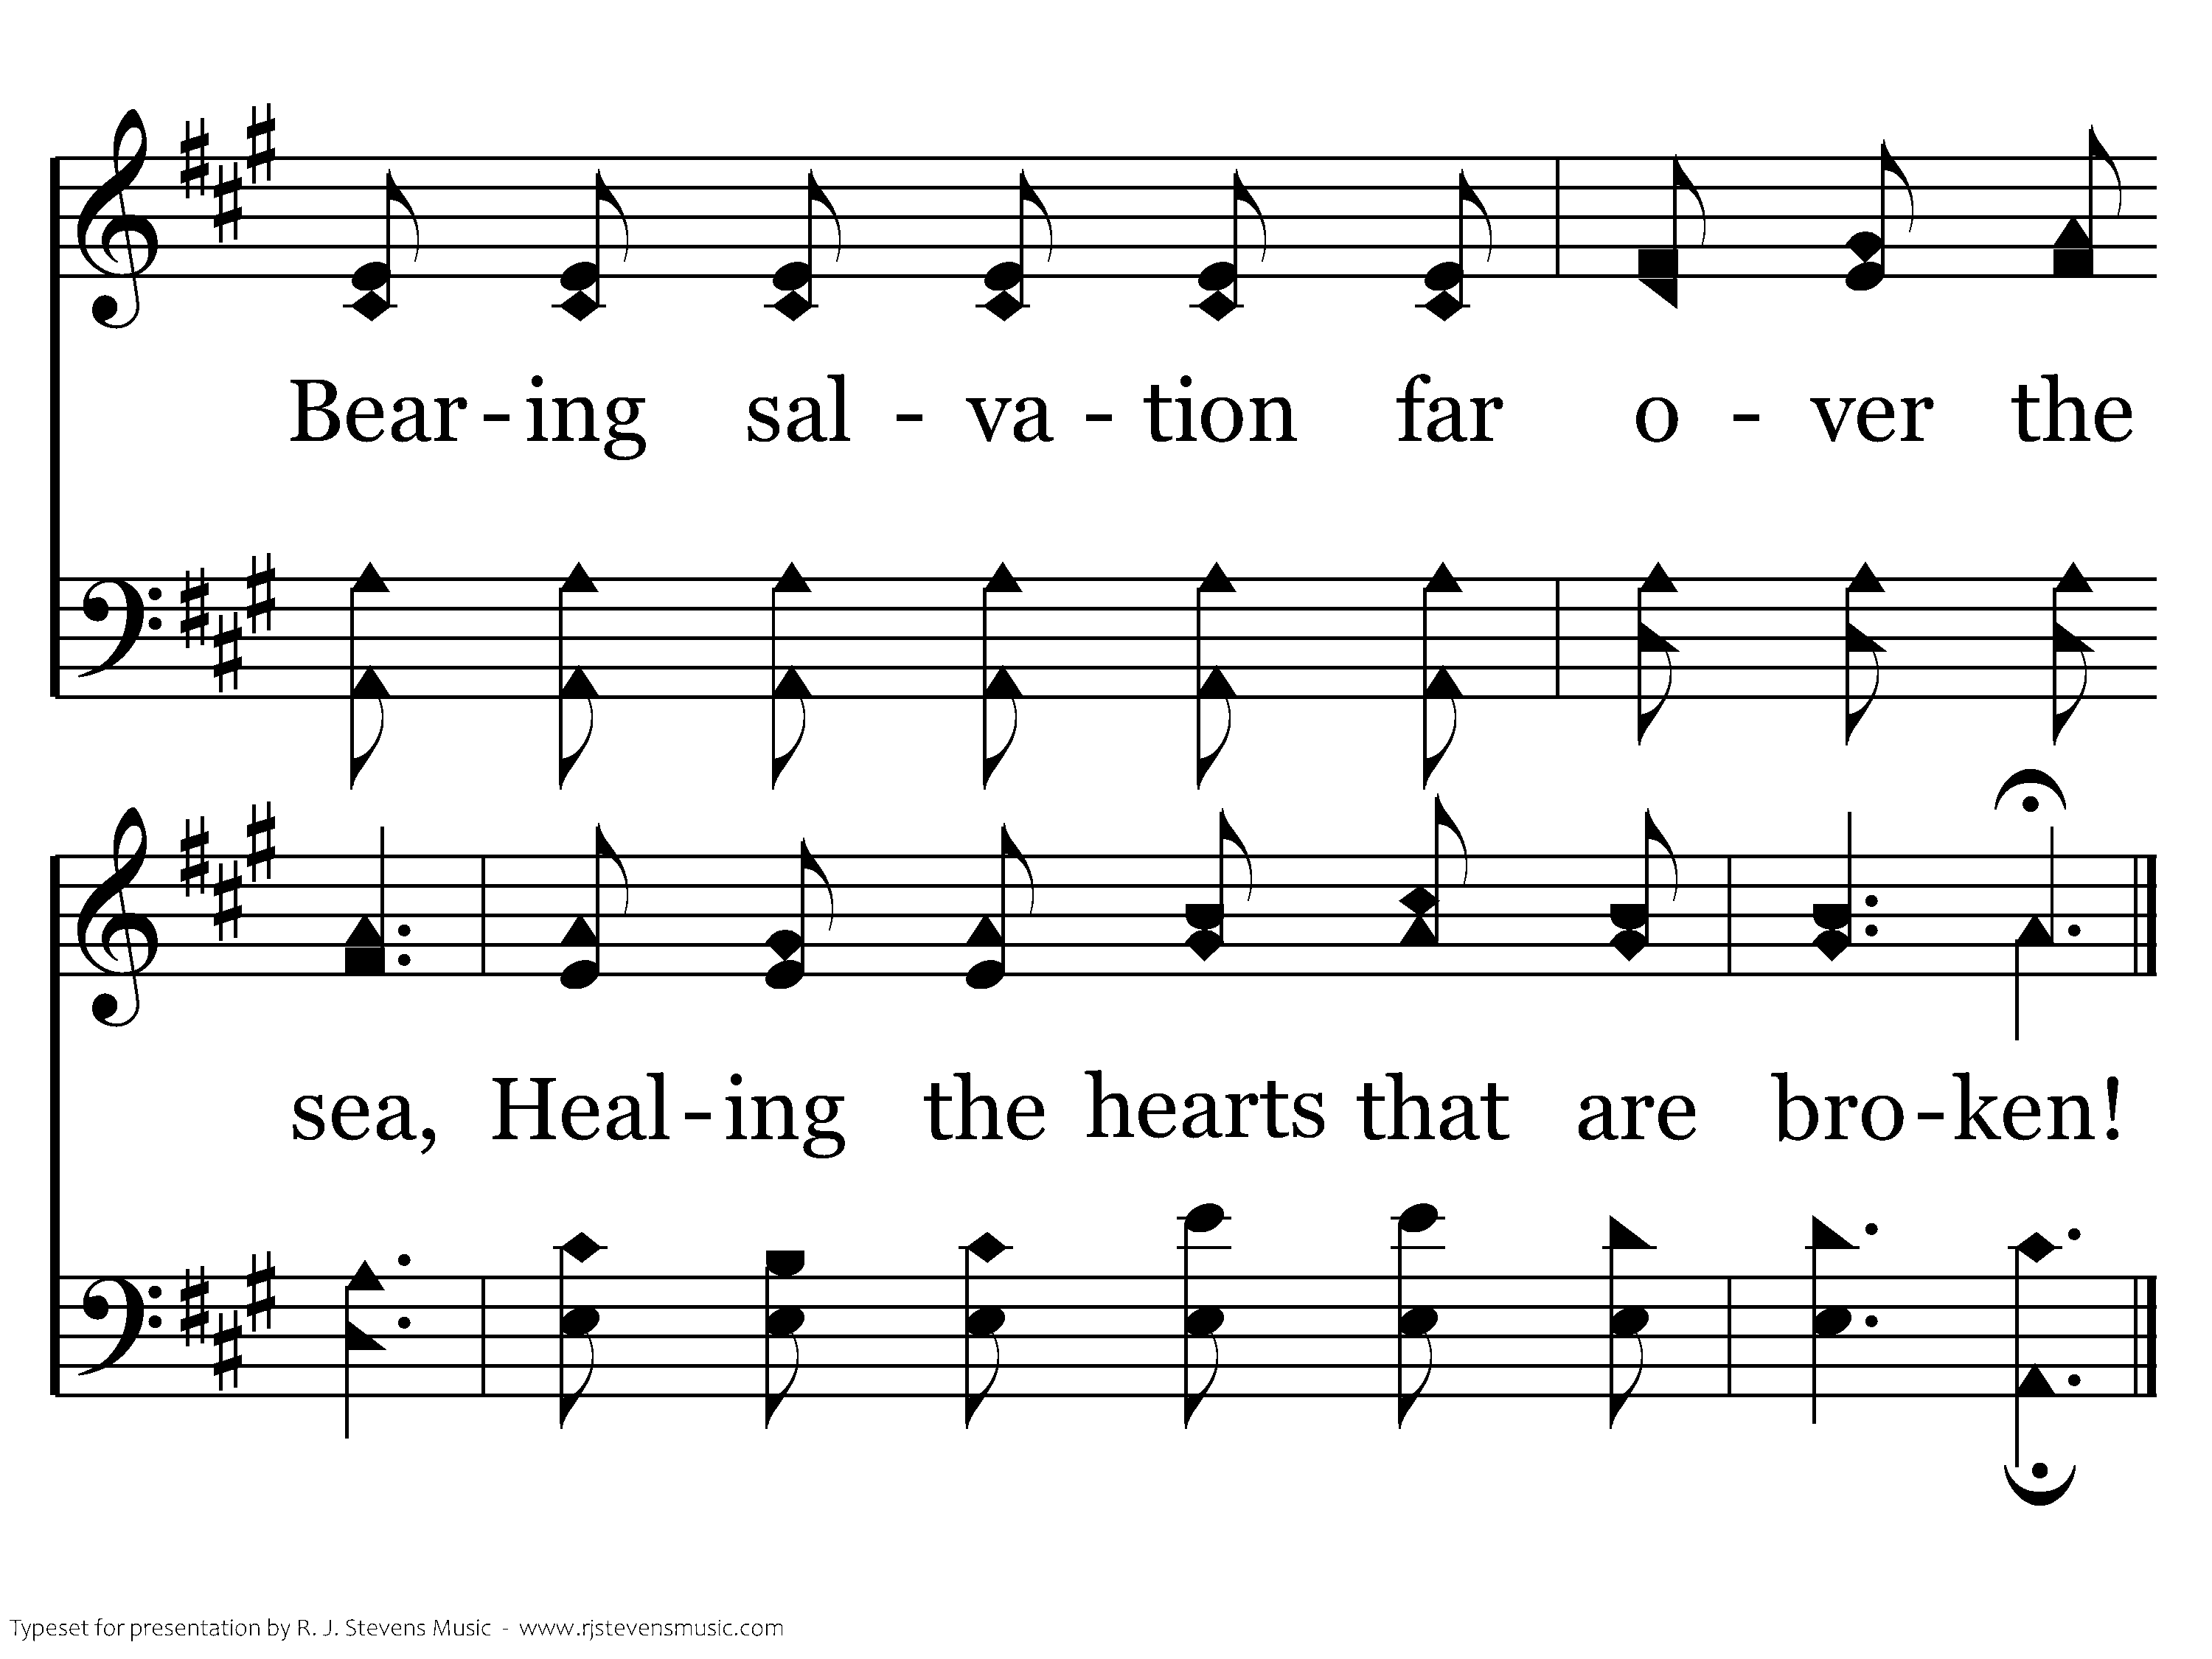 Bear - ing sal - va - tion far o - ver the
sea, Heal - ing the hearts that are bro - ken!
Typeset for presentation by R. J. Stevens Music - www.rjstevensmusic.com